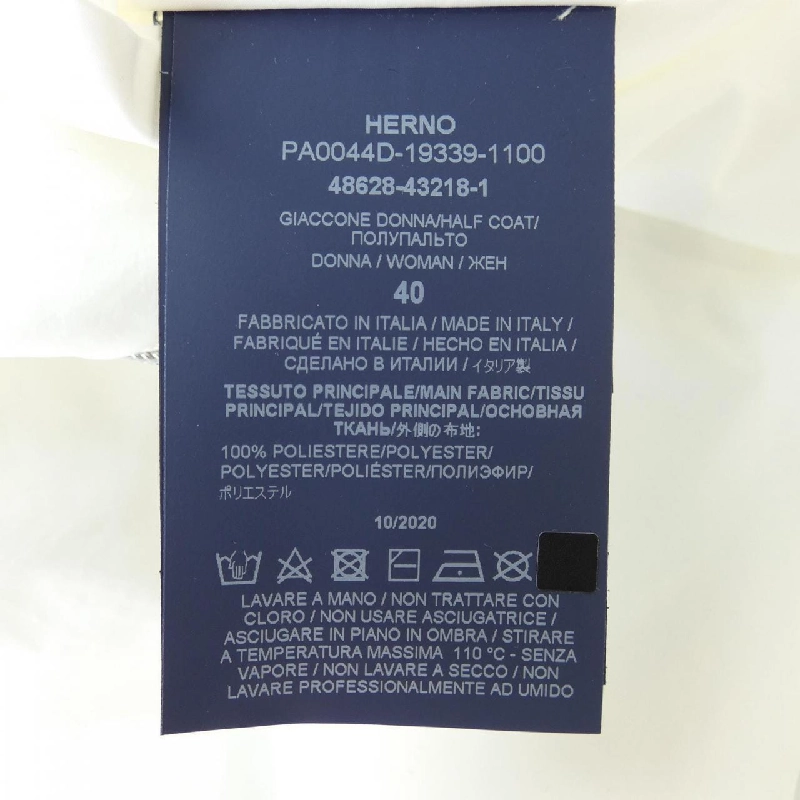 HERNO
PA0044D-19339-1100
48628-43218-1
GIACCONE DONNA/HALF COAT/
ПОЛУПАЛЬТО
DONNA / WOMAN / ЖЕН
40
FABBRICATO IN ITALIA / MADE IN ITALY /
FABRIQUÉ EN ITALIE / HECHO EN ITALIA /
СДЕЛАНО В ИТАЛИИ / イタリア製
TESSUTO PRINCIPALE/MAIN FABRIC/TISSU
PRINCIPAL/TEJIDO PRINCIPAL/ОСНОВНАЯ
ТКАНЬ/外側の布地:
100% POLIESTERE/POLYESTER/
POLYESTER/POLIÉSTER/ПОЛИЭФИР/
ポリエステル
10/2020
LAVARE A MANO / NON TRATTARE CON
CLORO / NON USARE ASCIUGATRICE /
ASCIUGARE IN PIANO IN OMBRA / STIRARE
A TEMPERATURA MASSIMA 110 °C - SENZA
VAPORE / NON LAVARE A SECCO / NON
LAVARE PROFESSIONALMENTE AD UMIDO